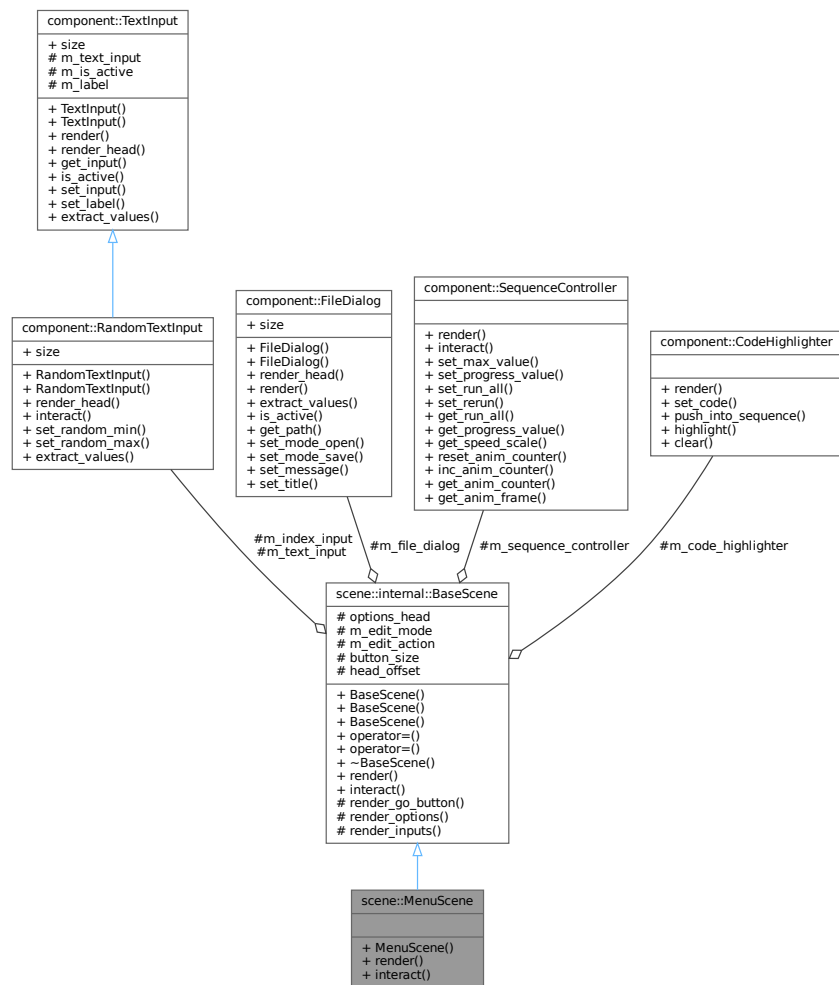 component::TextInput
+ size
# m_text_input
# m_is_active
# m_label
+ TextInput()
+ TextInput()
+ render()
+ render_head()
+ get_input()
+ is_active()
+ set_input()
+ set_label()
+ extract_values()
component::RandomTextInput
+ size
+ RandomTextInput()
+ RandomTextInput()
+ render_head()
+ interact()
+ set_random_min()
+ set_random_max()
+ extract_values()
component::FileDialog
+ size
+ FileDialog()
+ FileDialog()
+ render_head()
+ render()
+ extract_values()
+ is_active()
+ get_path()
+ set_mode_open()
+ set_mode_save()
+ set_message()
+ set_title()
component::SequenceController
+ render()
+ interact()
+ set_max_value()
+ set_progress_value()
+ set_run_all()
+ set_rerun()
+ get_run_all()
+ get_progress_value()
+ get_speed_scale()
+ reset_anim_counter()
+ inc_anim_counter()
+ get_anim_counter()
+ get_anim_frame()
component::CodeHighlighter
+ render()
+ set_code()
+ push_into_sequence()
+ highlight()
+ clear()
#m_index_input
#m_text_input
#m_file_dialog
#m_sequence_controller
#m_code_highlighter
scene::internal::BaseScene
# options_head
# m_edit_mode
# m_edit_action
# button_size
# head_offset
+ BaseScene()
+ BaseScene()
+ BaseScene()
+ operator=()
+ operator=()
+ ~BaseScene()
+ render()
+ interact()
# render_go_button()
# render_options()
# render_inputs()
scene::MenuScene
+ MenuScene()
+ render()
+ interact()